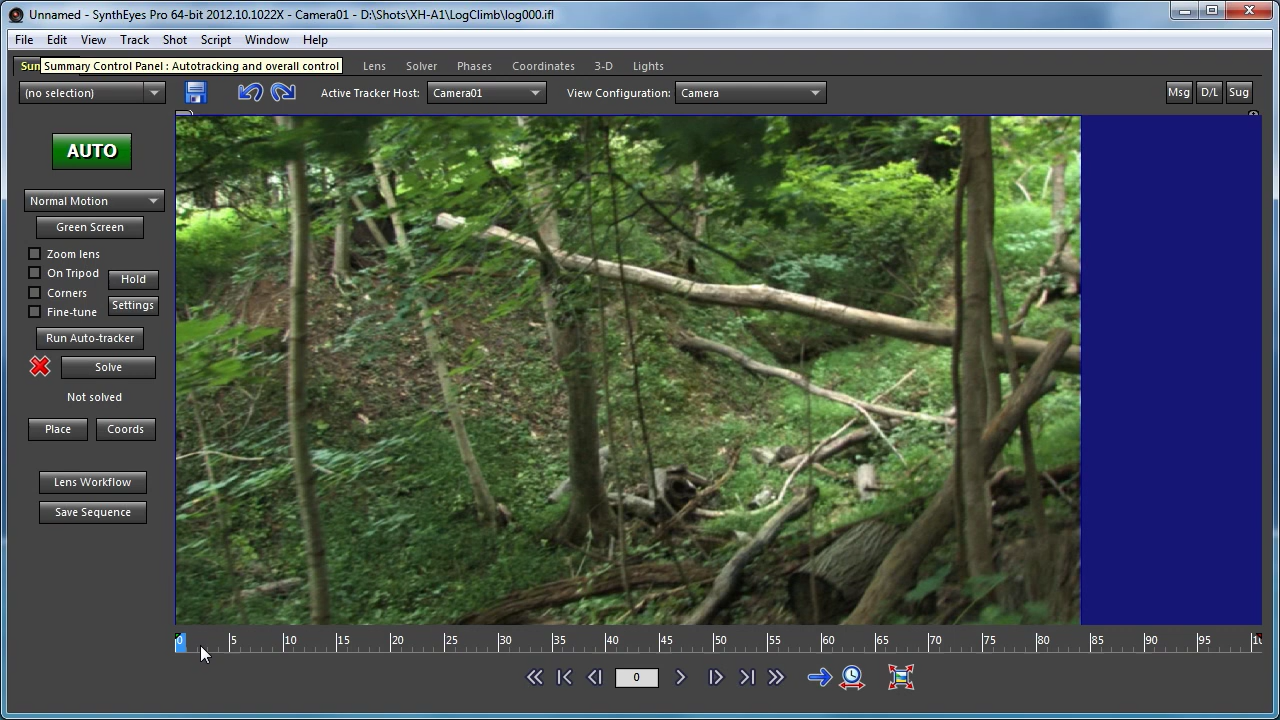 Unnamed - SynthEyes Pro 64-bit 2012.10.1022X - Camera01 - D:\Shots\XH-A1\LogClimb\log000.ifl
File Edit View Track Shot Script Window Help
Summary Control Panel : Autotracking and overall control Lens Solver Phases Coordinates 3-D Lights
(no selection) Active Tracker Host: Camera01 View Configuration: Camera Msg D/L Sug
AUTO
Normal Motion
Green Screen
Zoom lens
On Tripod Hold
Corners
Settings
Fine-tune
Run Auto-tracker
Solve
Not solved
Place Coords
Lens Workflow
Save Sequence
0 5 10 15 20 25 30 35 40 45 50 55 60 65 70 75 80 85 90 95
0